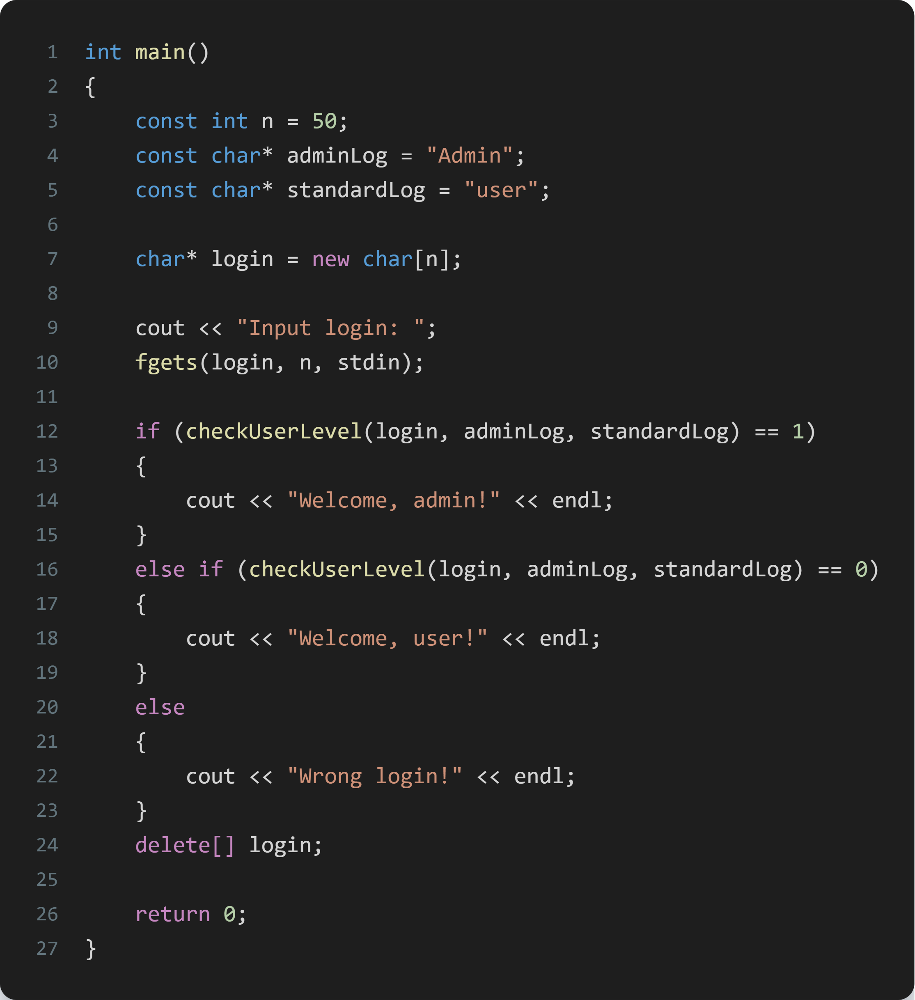 1 int main()
2 {
3     const int n = 50;
4     const char* adminLog = "Admin";
5     const char* standardLog = "user";
6
7     char* login = new char[n];
8
9     cout << "Input login: ";
10     fgets(login, n, stdin);
11
12     if (checkUserLevel(login, adminLog, standardLog) == 1)
13     {
14         cout << "Welcome, admin!" << endl;
15     }
16     else if (checkUserLevel(login, adminLog, standardLog) == 0)
17     {
18         cout << "Welcome, user!" << endl;
19     }
20     else
21     {
22         cout << "Wrong login!" << endl;
23     }
24     delete[] login;
25
26     return 0;
27 }